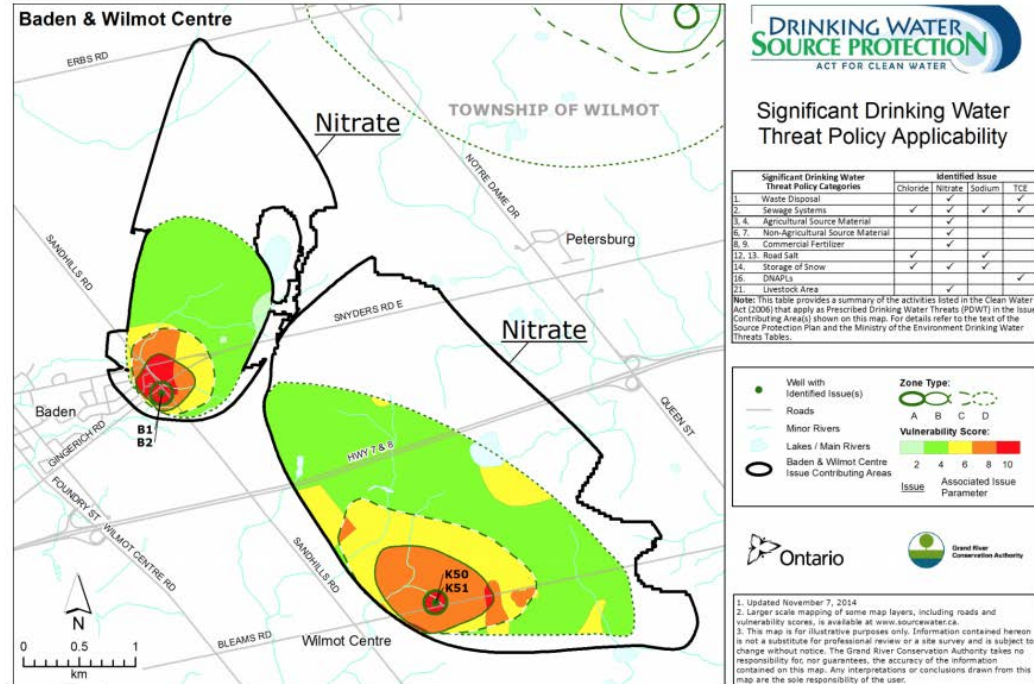 Baden & Wilmot Centre
ERBS RD
TOWNSHIP OF WILMOT
Nitrate
NOTRE DAME DR
Petersburg
SANDHILLS RD
SNYDERS RD E
Nitrate
Baden
B1
B2
GINGERICH RD
QUEEN ST
HWY 7 & 8
FOUNDRY ST
WILMOT CENTRE RD
SANDHILLS RD
K50
K51
N
BLEAMS RD
Wilmot Centre
0 0.5 1
km
DRINKING WATER
SOURCE PROTECTION
ACT FOR CLEAN WATER
Significant Drinking Water
Threat Policy Applicability
Significant Drinking Water
Threat Policy Categories
Identified Issue
Chloride Nitrate Sodium TCE
1. Waste Disposal ✓ ✓
2. Sewage Systems ✓ ✓ ✓ ✓
3, 4. Agricultural Source Material ✓
6, 7. Non-Agricultural Source Material ✓
8, 9. Commercial Fertilizer ✓
12, 13. Road Salt ✓ ✓
14. Storage of Snow ✓ ✓ ✓
16. DNAPLs ✓
21. Livestock Area ✓
Note: This table provides a summary of the activities listed in the Clean Water
Act (2006) that apply as Prescribed Drinking Water Threats (PDWT) in the Issue
Contributing Area(s) shown on this map. For details refer to the text of the
Source Protection Plan and the Ministry of the Environment Drinking Water
Threats Tables.
Well with
Identified Issue(s)
Roads
Minor Rivers
Lakes / Main Rivers
Baden & Wilmot Centre
Issue Contributing Areas
Zone Type:
A B C D
Vulnerability Score:
2 4 6 8 10
Issue Associated Issue
Parameter
Ontario
Grand River
Conservation Authority
1. Updated November 7, 2014
2. Larger scale mapping of some map layers, including roads and
vulnerability scores, is available at www.sourcewater.ca.
3. This map is for illustrative purposes only. Information contained hereon
is not a substitute for professional review or a site survey and is subject to
change without notice. The Grand River Conservation Authority takes no
responsibility for, nor guarantees, the accuracy of the information
contained on this map. Any interpretations or conclusions drawn from this
map are the sole responsibility of the user.